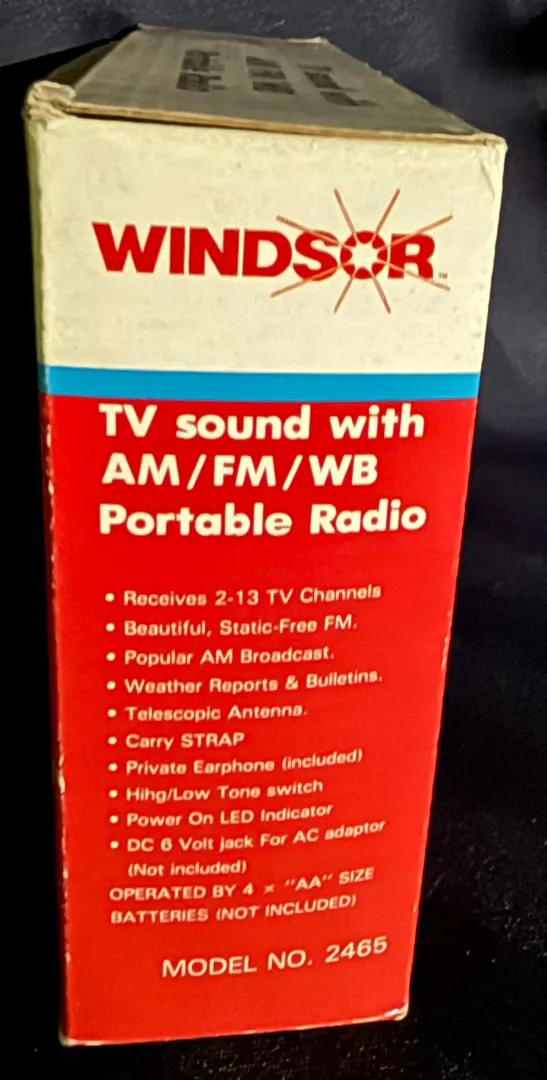 WINDSOR
TM
TV sound with
AM/FM/WB
Portable Radio
• Receives 2-13 TV Channels
• Beautiful, Static-Free FM.
• Popular AM Broadcast.
• Weather Reports & Bulletins.
• Telescopic Antenna.
• Carry STRAP
• Private Earphone (included)
• Hihg/Low Tone switch
• Power On LED Indicator
• DC 6 Volt jack For AC adaptor
(Not included)
OPERATED BY 4 × "AA" SIZE
BATTERIES (NOT INCLUDED)
MODEL NO. 2465